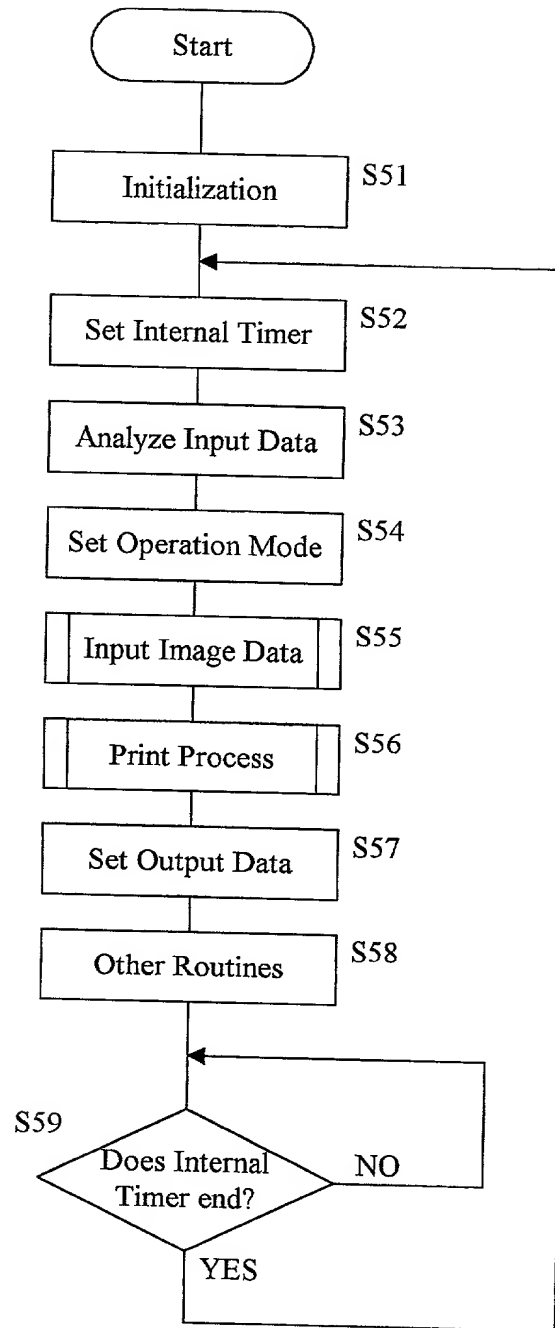 Start
Initialization
S51
Set Internal Timer
S52
Analyze Input Data
S53
Set Operation Mode
S54
Input Image Data
S55
Print Process
S56
Set Output Data
S57
Other Routines
S58
S59
Does Internal
Timer end?
NO
YES